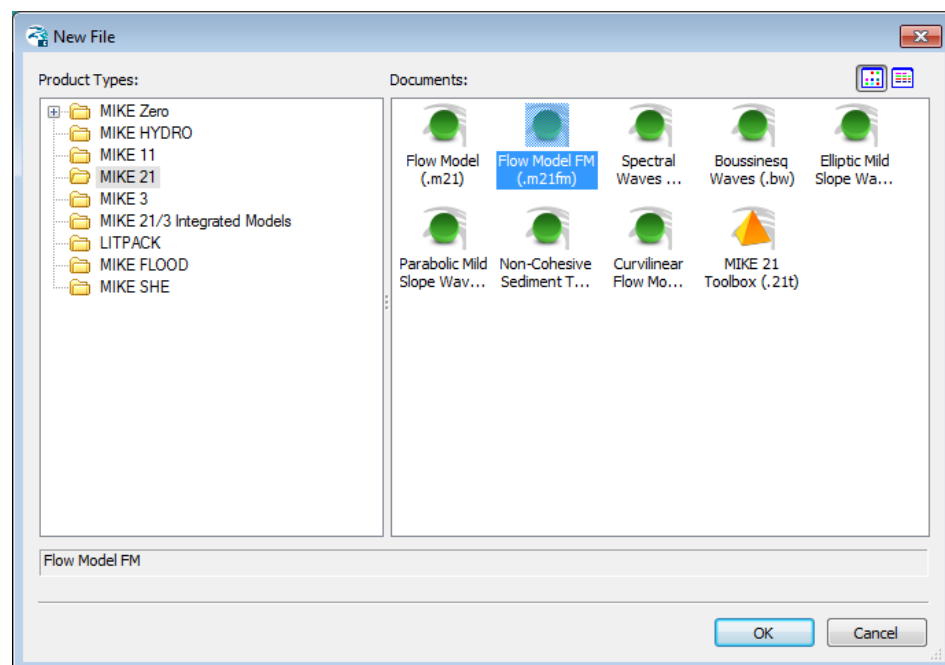 New File
Product Types:
Documents:
MIKE Zero
MIKE HYDRO
MIKE 11
MIKE 21
MIKE 3
MIKE 21/3 Integrated Models
LITPACK
MIKE FLOOD
MIKE SHE
Flow Model
(.m21)
Flow Model FM
(.m21fm)
Spectral
Waves ...
Boussinesq
Waves (.bw)
Elliptic Mild
Slope Wa...
Parabolic Mild
Slope Wav...
Non-Cohesive
Sediment T...
Curvilinear
Flow Mo...
MIKE 21
Toolbox (.21t)
Flow Model FM
OK
Cancel